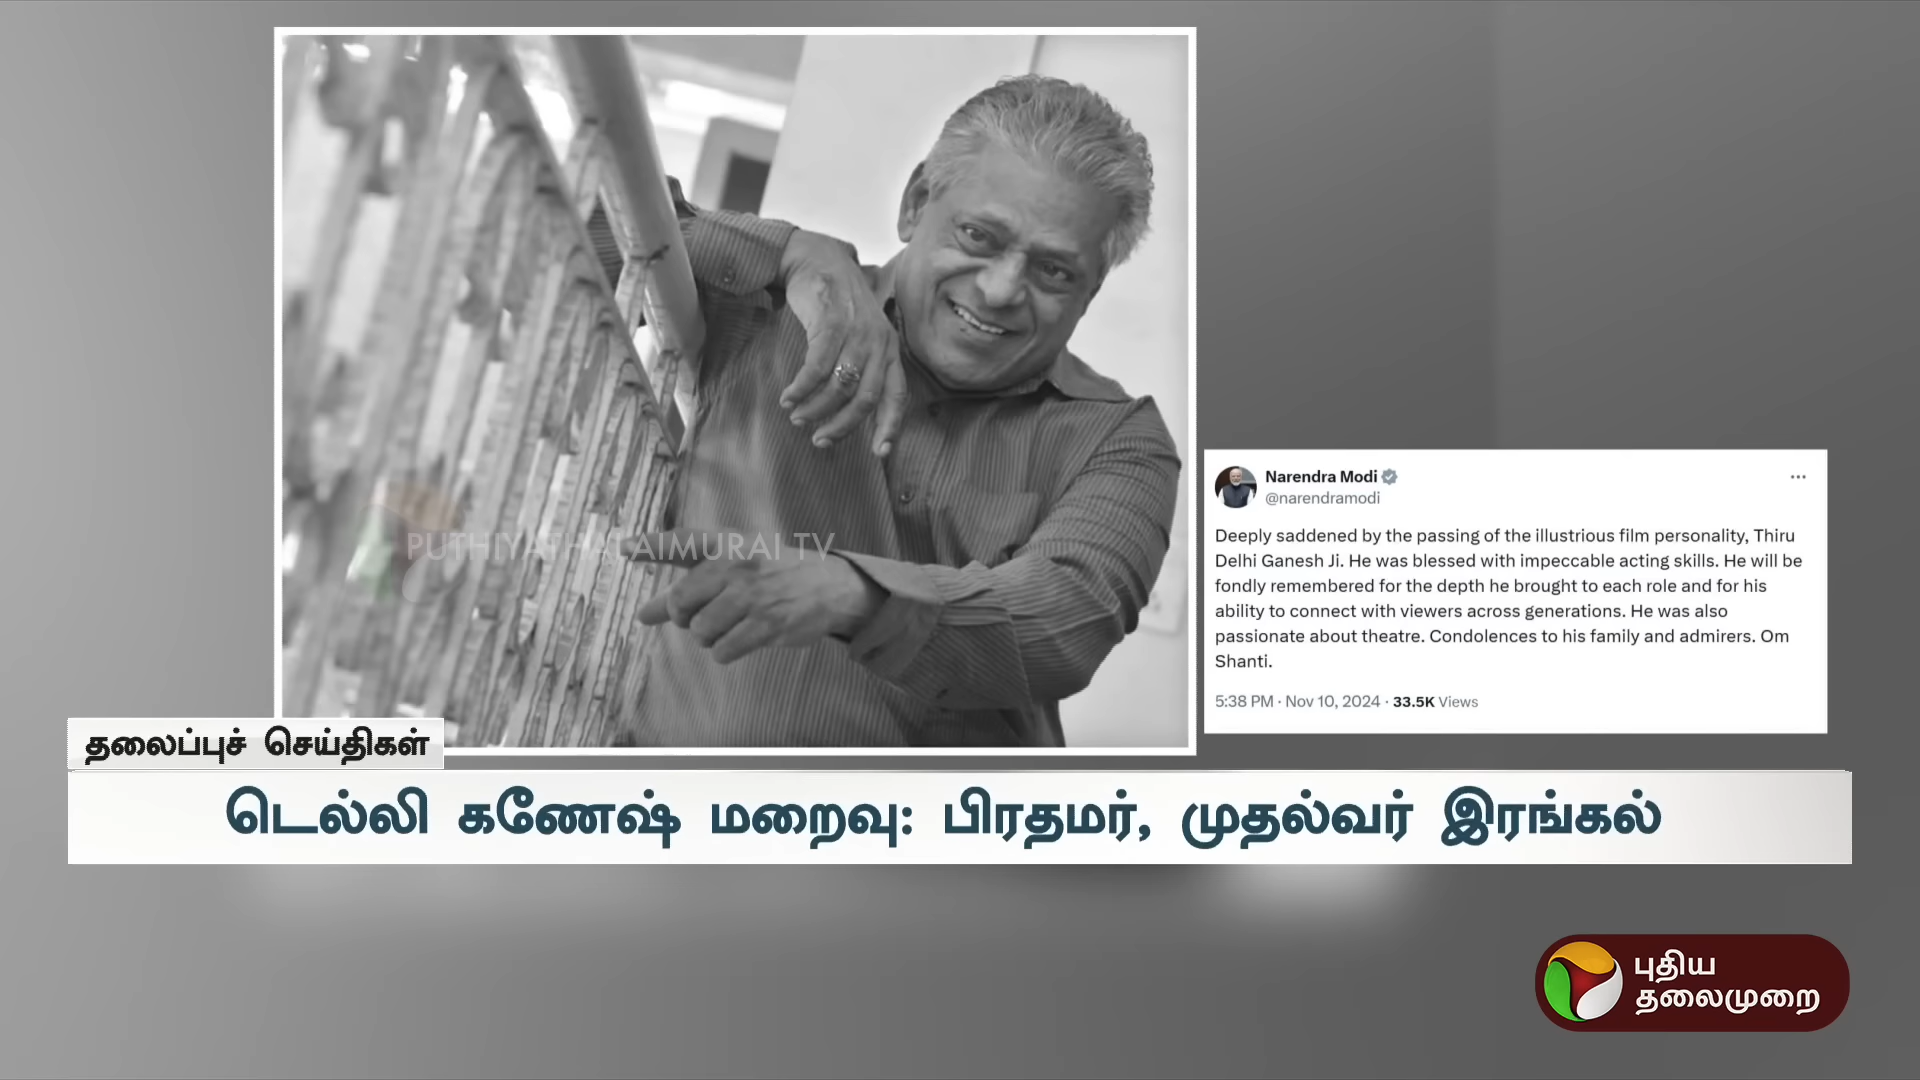 PUTHIYATHALAIMURAI TV
Narendra Modi
@narendramodi
Deeply saddened by the passing of the illustrious film personality, Thiru
Delhi Ganesh Ji. He was blessed with impeccable acting skills. He will be
fondly remembered for the depth he brought to each role and for his
ability to connect with viewers across generations. He was also
passionate about theatre. Condolences to his family and admirers. Om
Shanti.
5:38 PM · Nov 10, 2024 · 33.5K Views
தலைப்புச் செய்திகள்
டெல்லி கணேஷ் மறைவு: பிரதமர், முதல்வர் இரங்கல்
புதிய
தலைமுறை